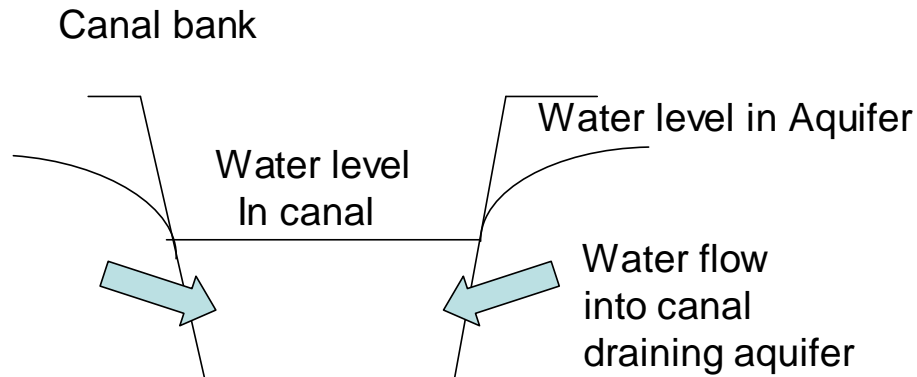 Canal bank
Water level in Aquifer
Water level
In canal
Water flow
into canal
draining aquifer